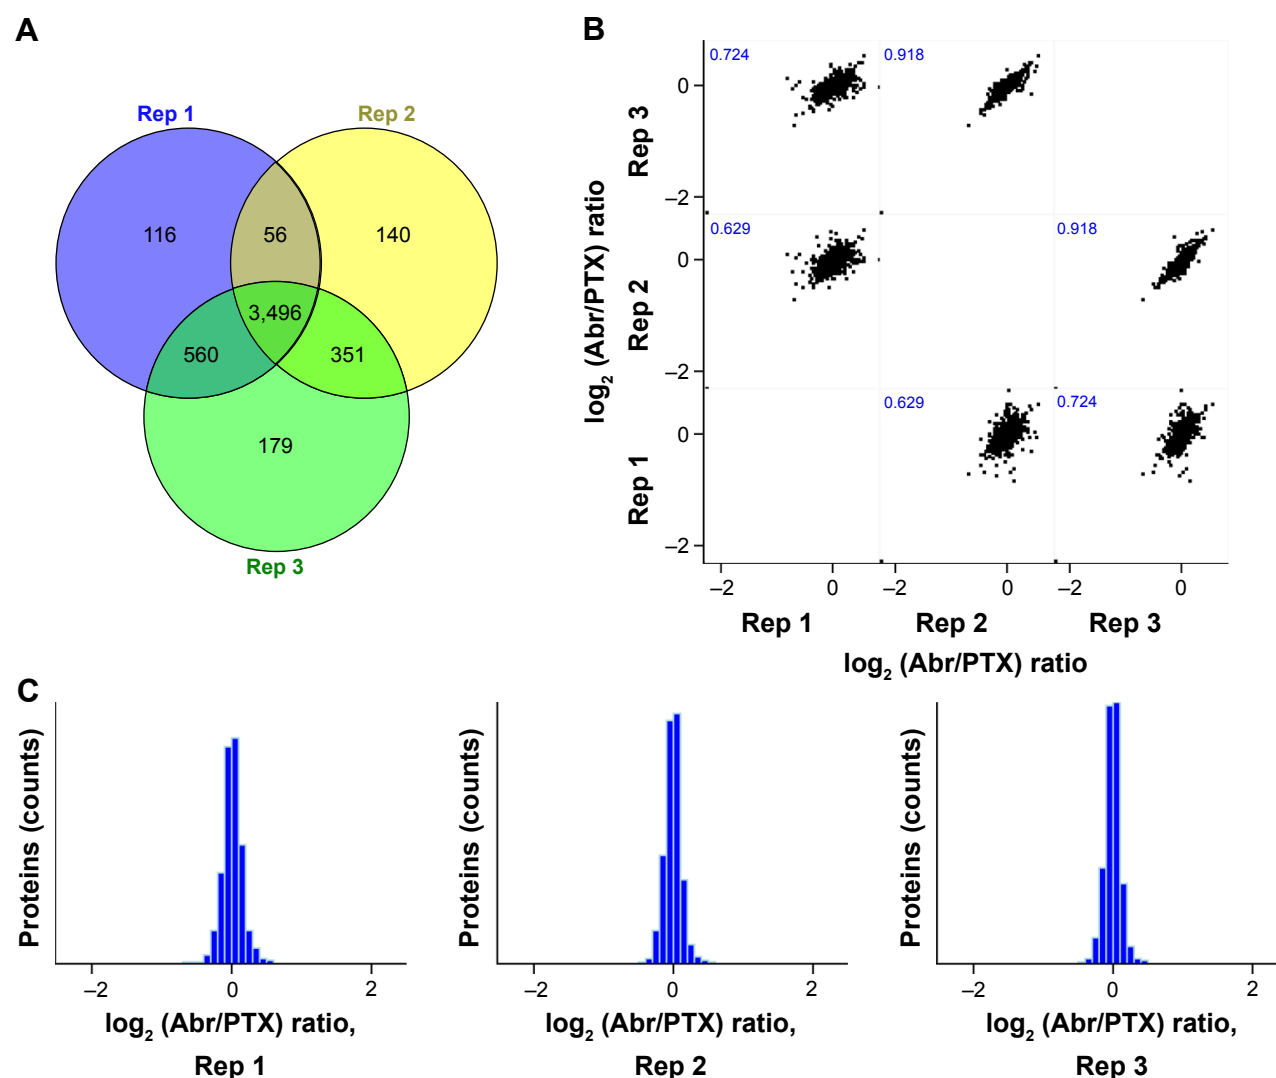 A
Rep 1
Rep 2
116
56
140
3,496
560
351
179
Rep 3
B
log2 (Abr/PTX) ratio
Rep 3
0
–2
0.724
0.918
Rep 2
0
–2
0.629
0.918
Rep 1
0
–2
0.629
0.724
–2 0 –2 0 –2 0
Rep 1 Rep 2 Rep 3
log2 (Abr/PTX) ratio
C
Proteins (counts)
–2 0 2
log2 (Abr/PTX) ratio,
Rep 1
Proteins (counts)
–2 0 2
log2 (Abr/PTX) ratio,
Rep 2
Proteins (counts)
–2 0 2
log2 (Abr/PTX) ratio,
Rep 3